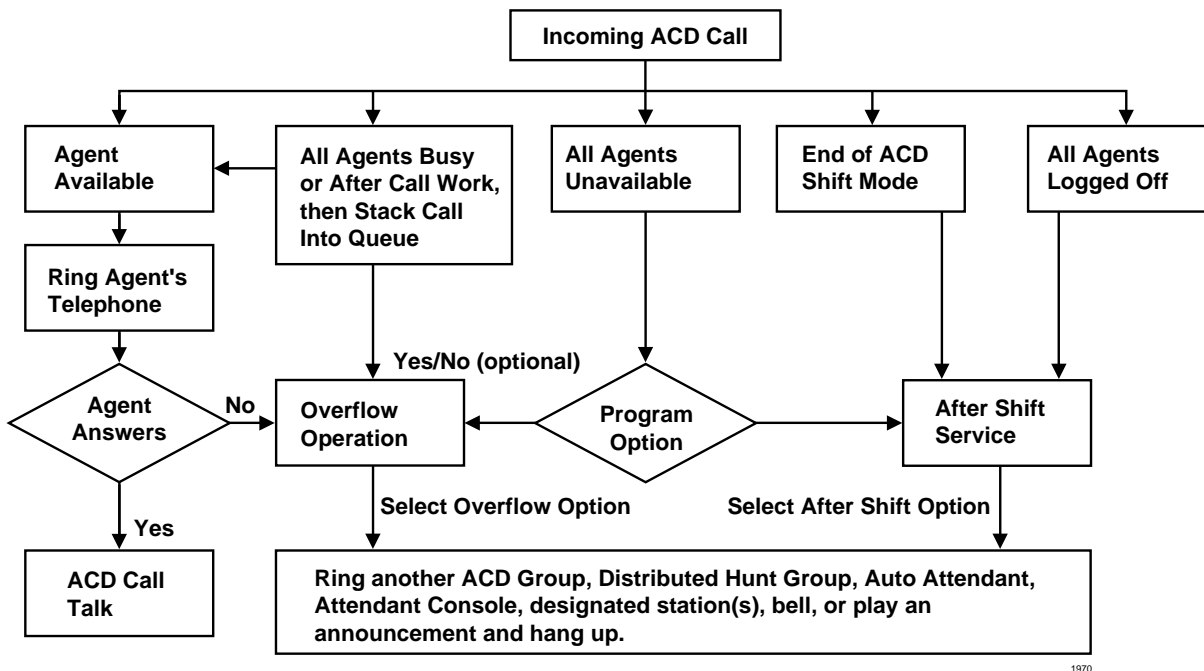 Incoming ACD Call
Agent
Available
All Agents Busy
or After Call Work,
then Stack Call
Into Queue
All Agents
Unavailable
End of ACD
Shift Mode
All Agents
Logged Off
Ring Agent's
Telephone
Yes/No (optional)
Agent
Answers
No
Overflow
Operation
Program
Option
After Shift
Service
Yes
Select Overflow Option
Select After Shift Option
ACD Call
Talk
Ring another ACD Group, Distributed Hunt Group, Auto Attendant,
Attendant Console, designated station(s), bell, or play an
announcement and hang up.
1970